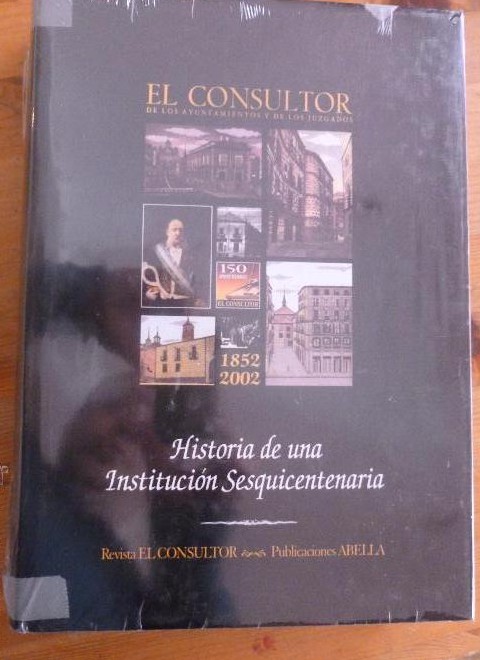 EL CONSULTOR
DE LOS AYUNTAMIENTOS Y DE LOS JUZGADOS
150
EL CONSULTOR
1852
2002
Historia de una
Institución Sesquicentenaria
Revista EL CONSULTOR Publicaciones ABELLA